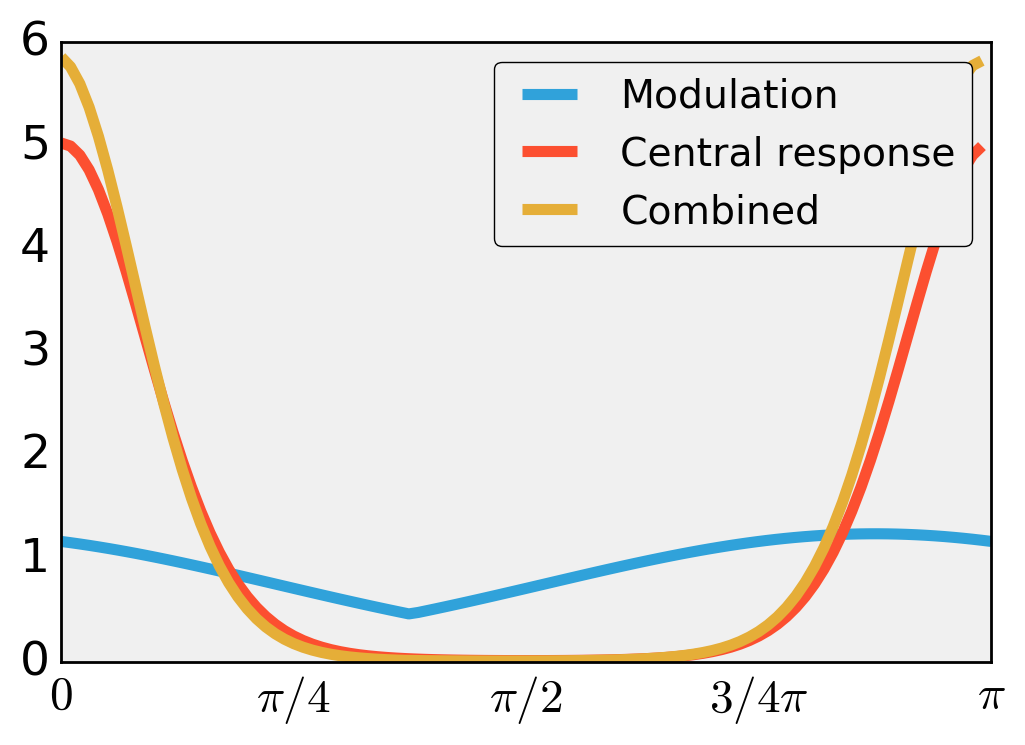 6
5
4
3
2
1
0
Modulation
Central response
Combined
0 π/4 π/2 3/4π π